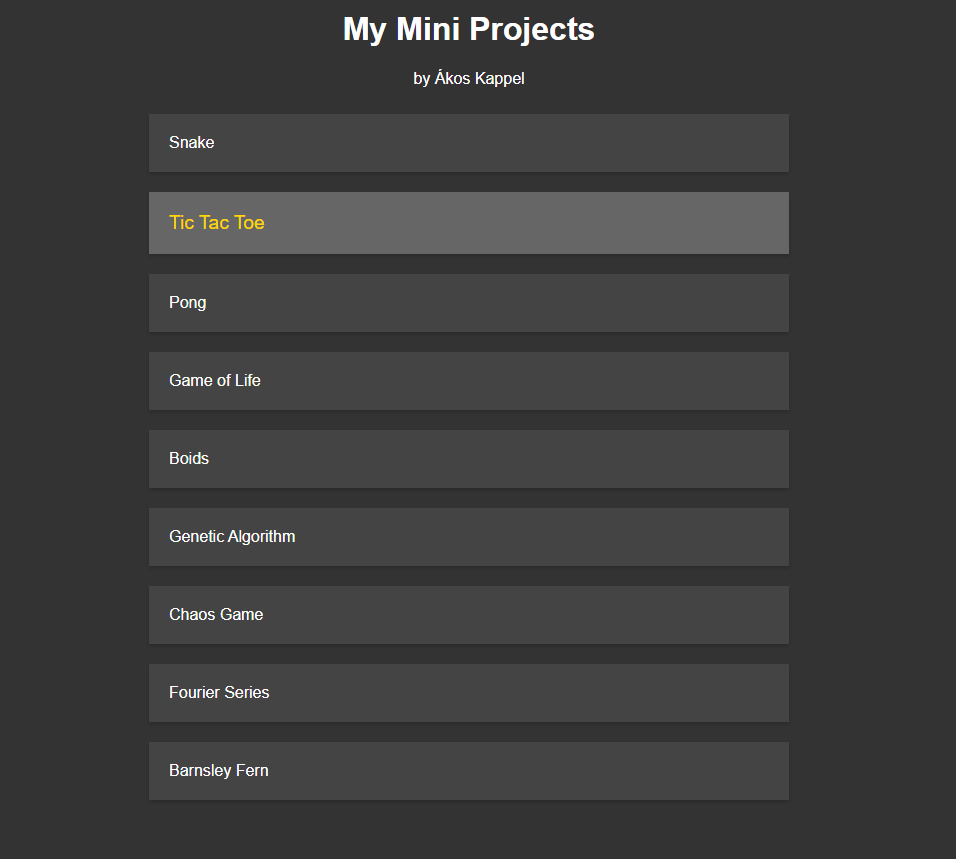 My Mini Projects
by Ákos Kappel
Snake
Tic Tac Toe
Pong
Game of Life
Boids
Genetic Algorithm
Chaos Game
Fourier Series
Barnsley Fern